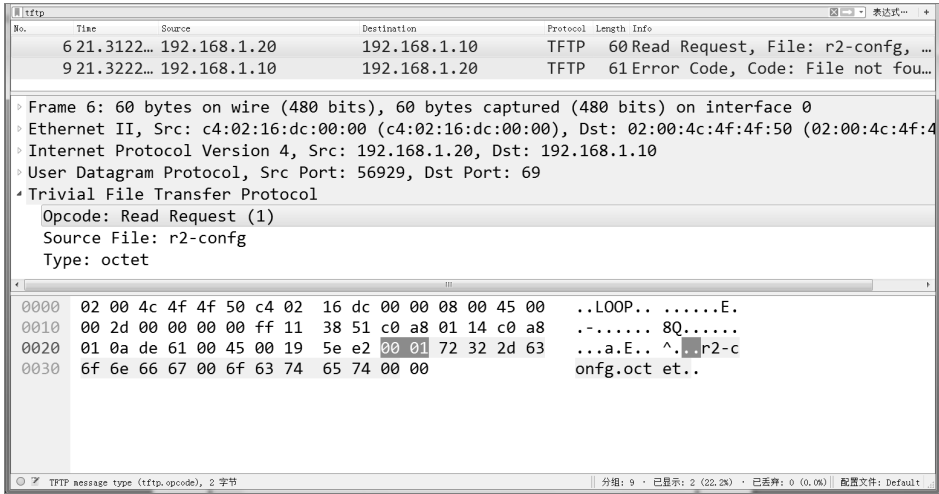 tftp 表达式… +
No. Time Source Destination Protocol Length Info
6 21.3122… 192.168.1.20 192.168.1.10 TFTP 60 Read Request, File: r2-confg, …
9 21.3222… 192.168.1.10 192.168.1.20 TFTP 61 Error Code, Code: File not fou…
Frame 6: 60 bytes on wire (480 bits), 60 bytes captured (480 bits) on interface 0
Ethernet II, Src: c4:02:16:dc:00:00 (c4:02:16:dc:00:00), Dst: 02:00:4c:4f:4f:50 (02:00:4c:4f:4
Internet Protocol Version 4, Src: 192.168.1.20, Dst: 192.168.1.10
User Datagram Protocol, Src Port: 56929, Dst Port: 69
Trivial File Transfer Protocol
Opcode: Read Request (1)
Source File: r2-confg
Type: octet
0000 02 00 4c 4f 4f 50 c4 02 16 dc 00 00 08 00 45 00 ..LOOP.. ......E.
0010 00 2d 00 00 00 00 ff 11 38 51 c0 a8 01 14 c0 a8 .-...... 8Q......
0020 01 0a de 61 00 45 00 19 5e e2 00 01 72 32 2d 63 ...a.E.. ^...r2-c
0030 6f 6e 66 67 00 6f 63 74 65 74 00 00 onfg.oct et..
TFTP message type (tftp.opcode), 2 字节 分组: 9 · 已显示: 2 (22.2%) · 已丢弃: 0 (0.0%) 配置文件: Default